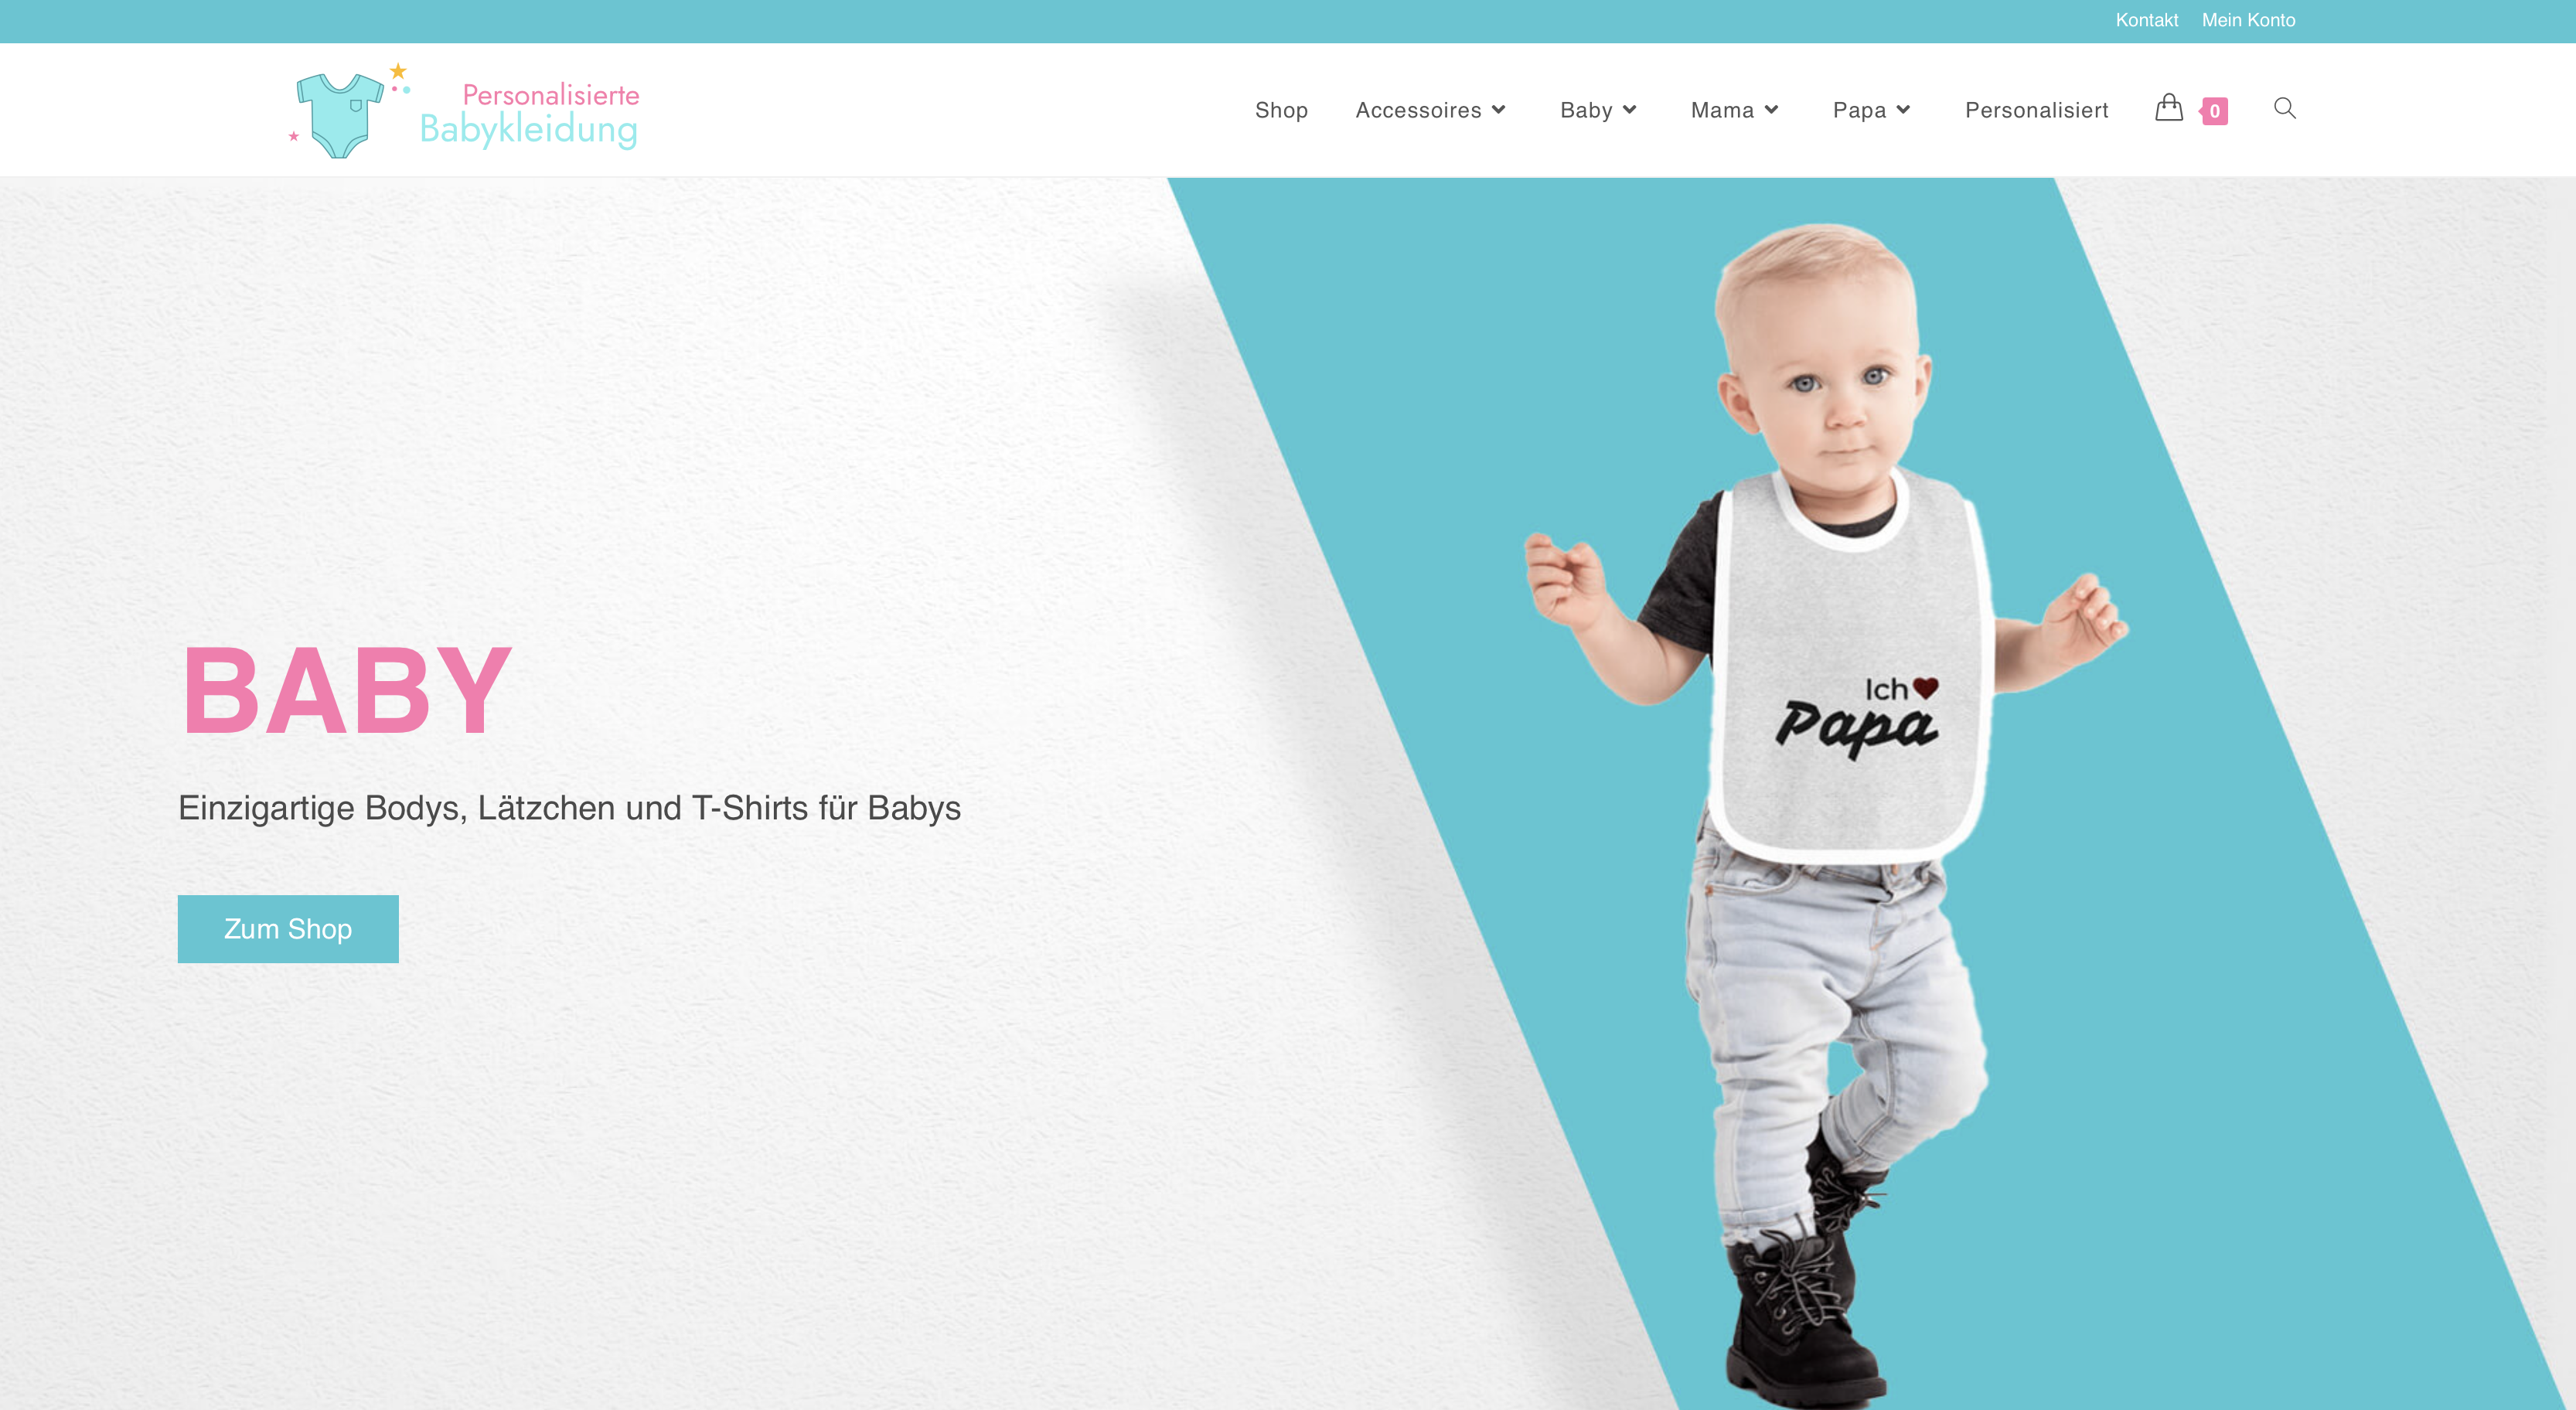 Kontakt Mein Konto
Personalisierte
Babykleidung
Shop Accessoires Baby Mama Papa Personalisiert 0
BABY
Einzigartige Bodys, Lätzchen und T-Shirts für Babys
Zum Shop
Ich
Papa